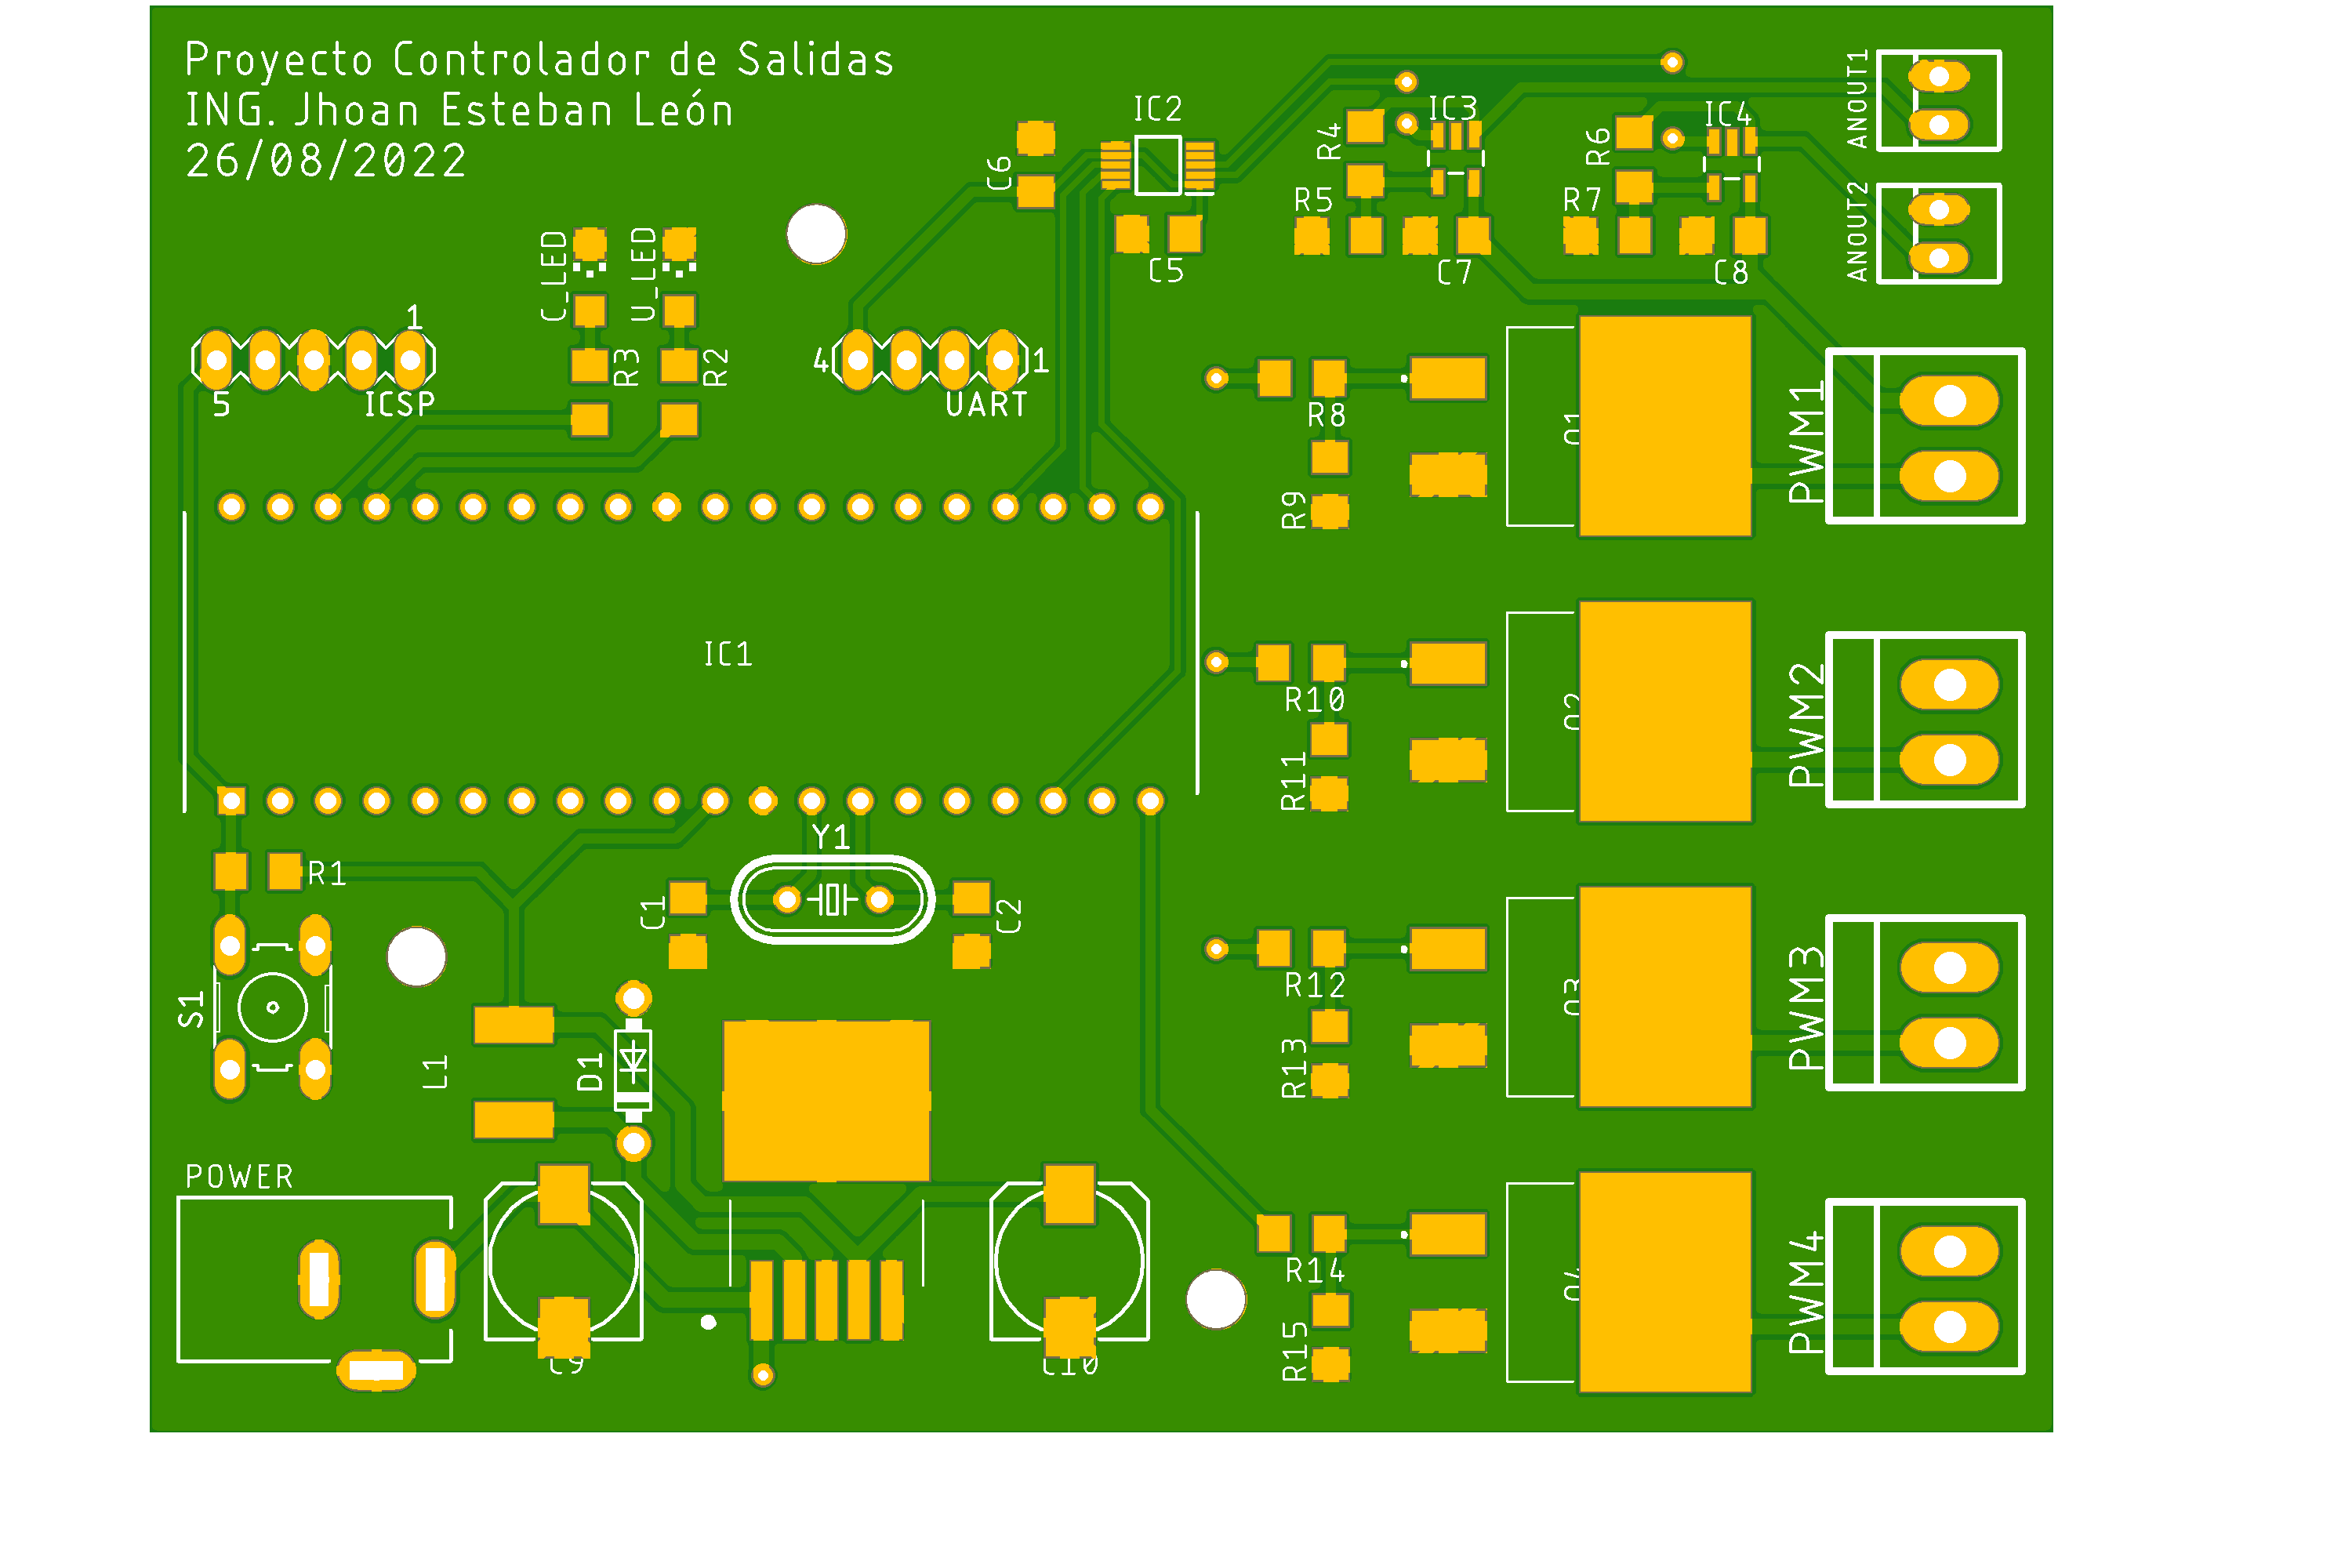 Proyecto Controlador de Salidas
ING. Jhoan Esteban León
26/08/2022
IC2
IC3
IC4
ANOUT1
C6
R4
R6
R5
R7
ANOUT2
C_LED
U_LED
C5
C7
C8
1
4
1
R3
R2
5
ICSP
UART
R8
PWM1
R9
IC1
R10
PWM2
R11
Y1
R1
C1
C2
R12
PWM3
S1
L1
D1
R13
POWER
R14
PWM4
R15
C9
C10